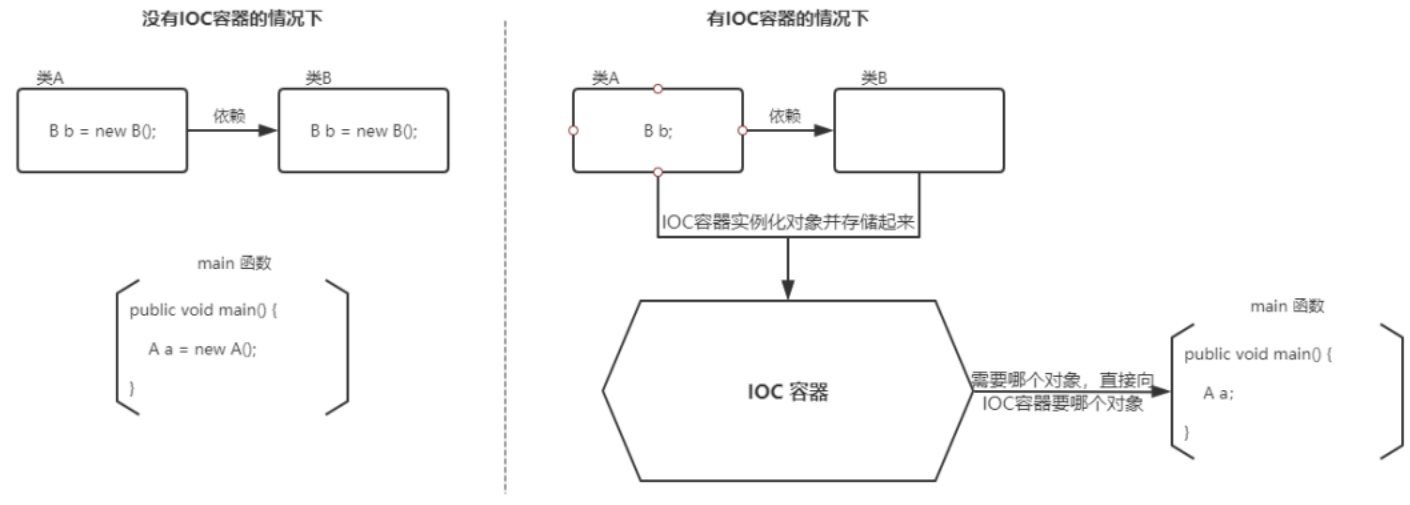 没有IOC容器的情况下
类A
类B
B b = new B();
依赖
B b = new B();
main 函数
public void main() {
A a = new A();
}
有IOC容器的情况下
类A
类B
B b;
依赖
IOC容器实例化对象并存储起来
IOC 容器
需要哪个对象，直接向
IOC容器要哪个对象
main 函数
public void main() {
A a;
}